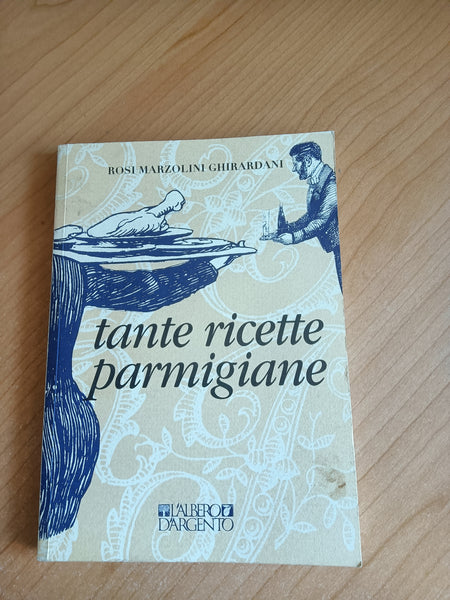 ROSI MARZOLINI GHIRARDANI
tante ricette
parmigiane
L'ALBERO
D'ARGENTO